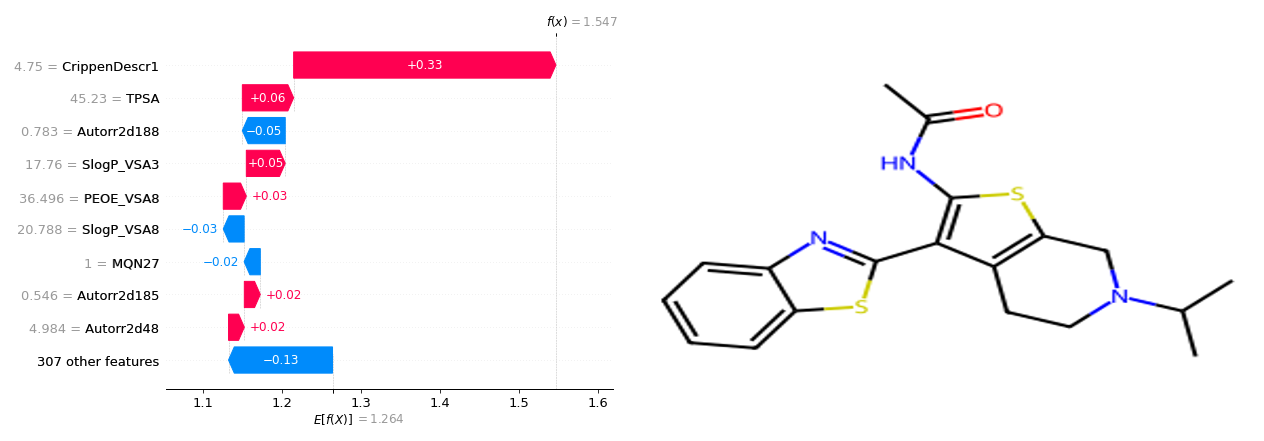 f(x) = 1.547
4.75 = CrippenDescr1
+0.33
45.23 = TPSA
+0.06
0.783 = Autorr2d188
−0.05
17.76 = SlogP_VSA3
+0.05
36.496 = PEOE_VSA8
+0.03
20.788 = SlogP_VSA8
−0.03
1 = MQN27
−0.02
0.546 = Autorr2d185
+0.02
4.984 = Autorr2d48
+0.02
307 other features
−0.13
1.1 1.2 1.3 1.4 1.5 1.6
E[f(X)] = 1.264
O
HN
S
N
S
N